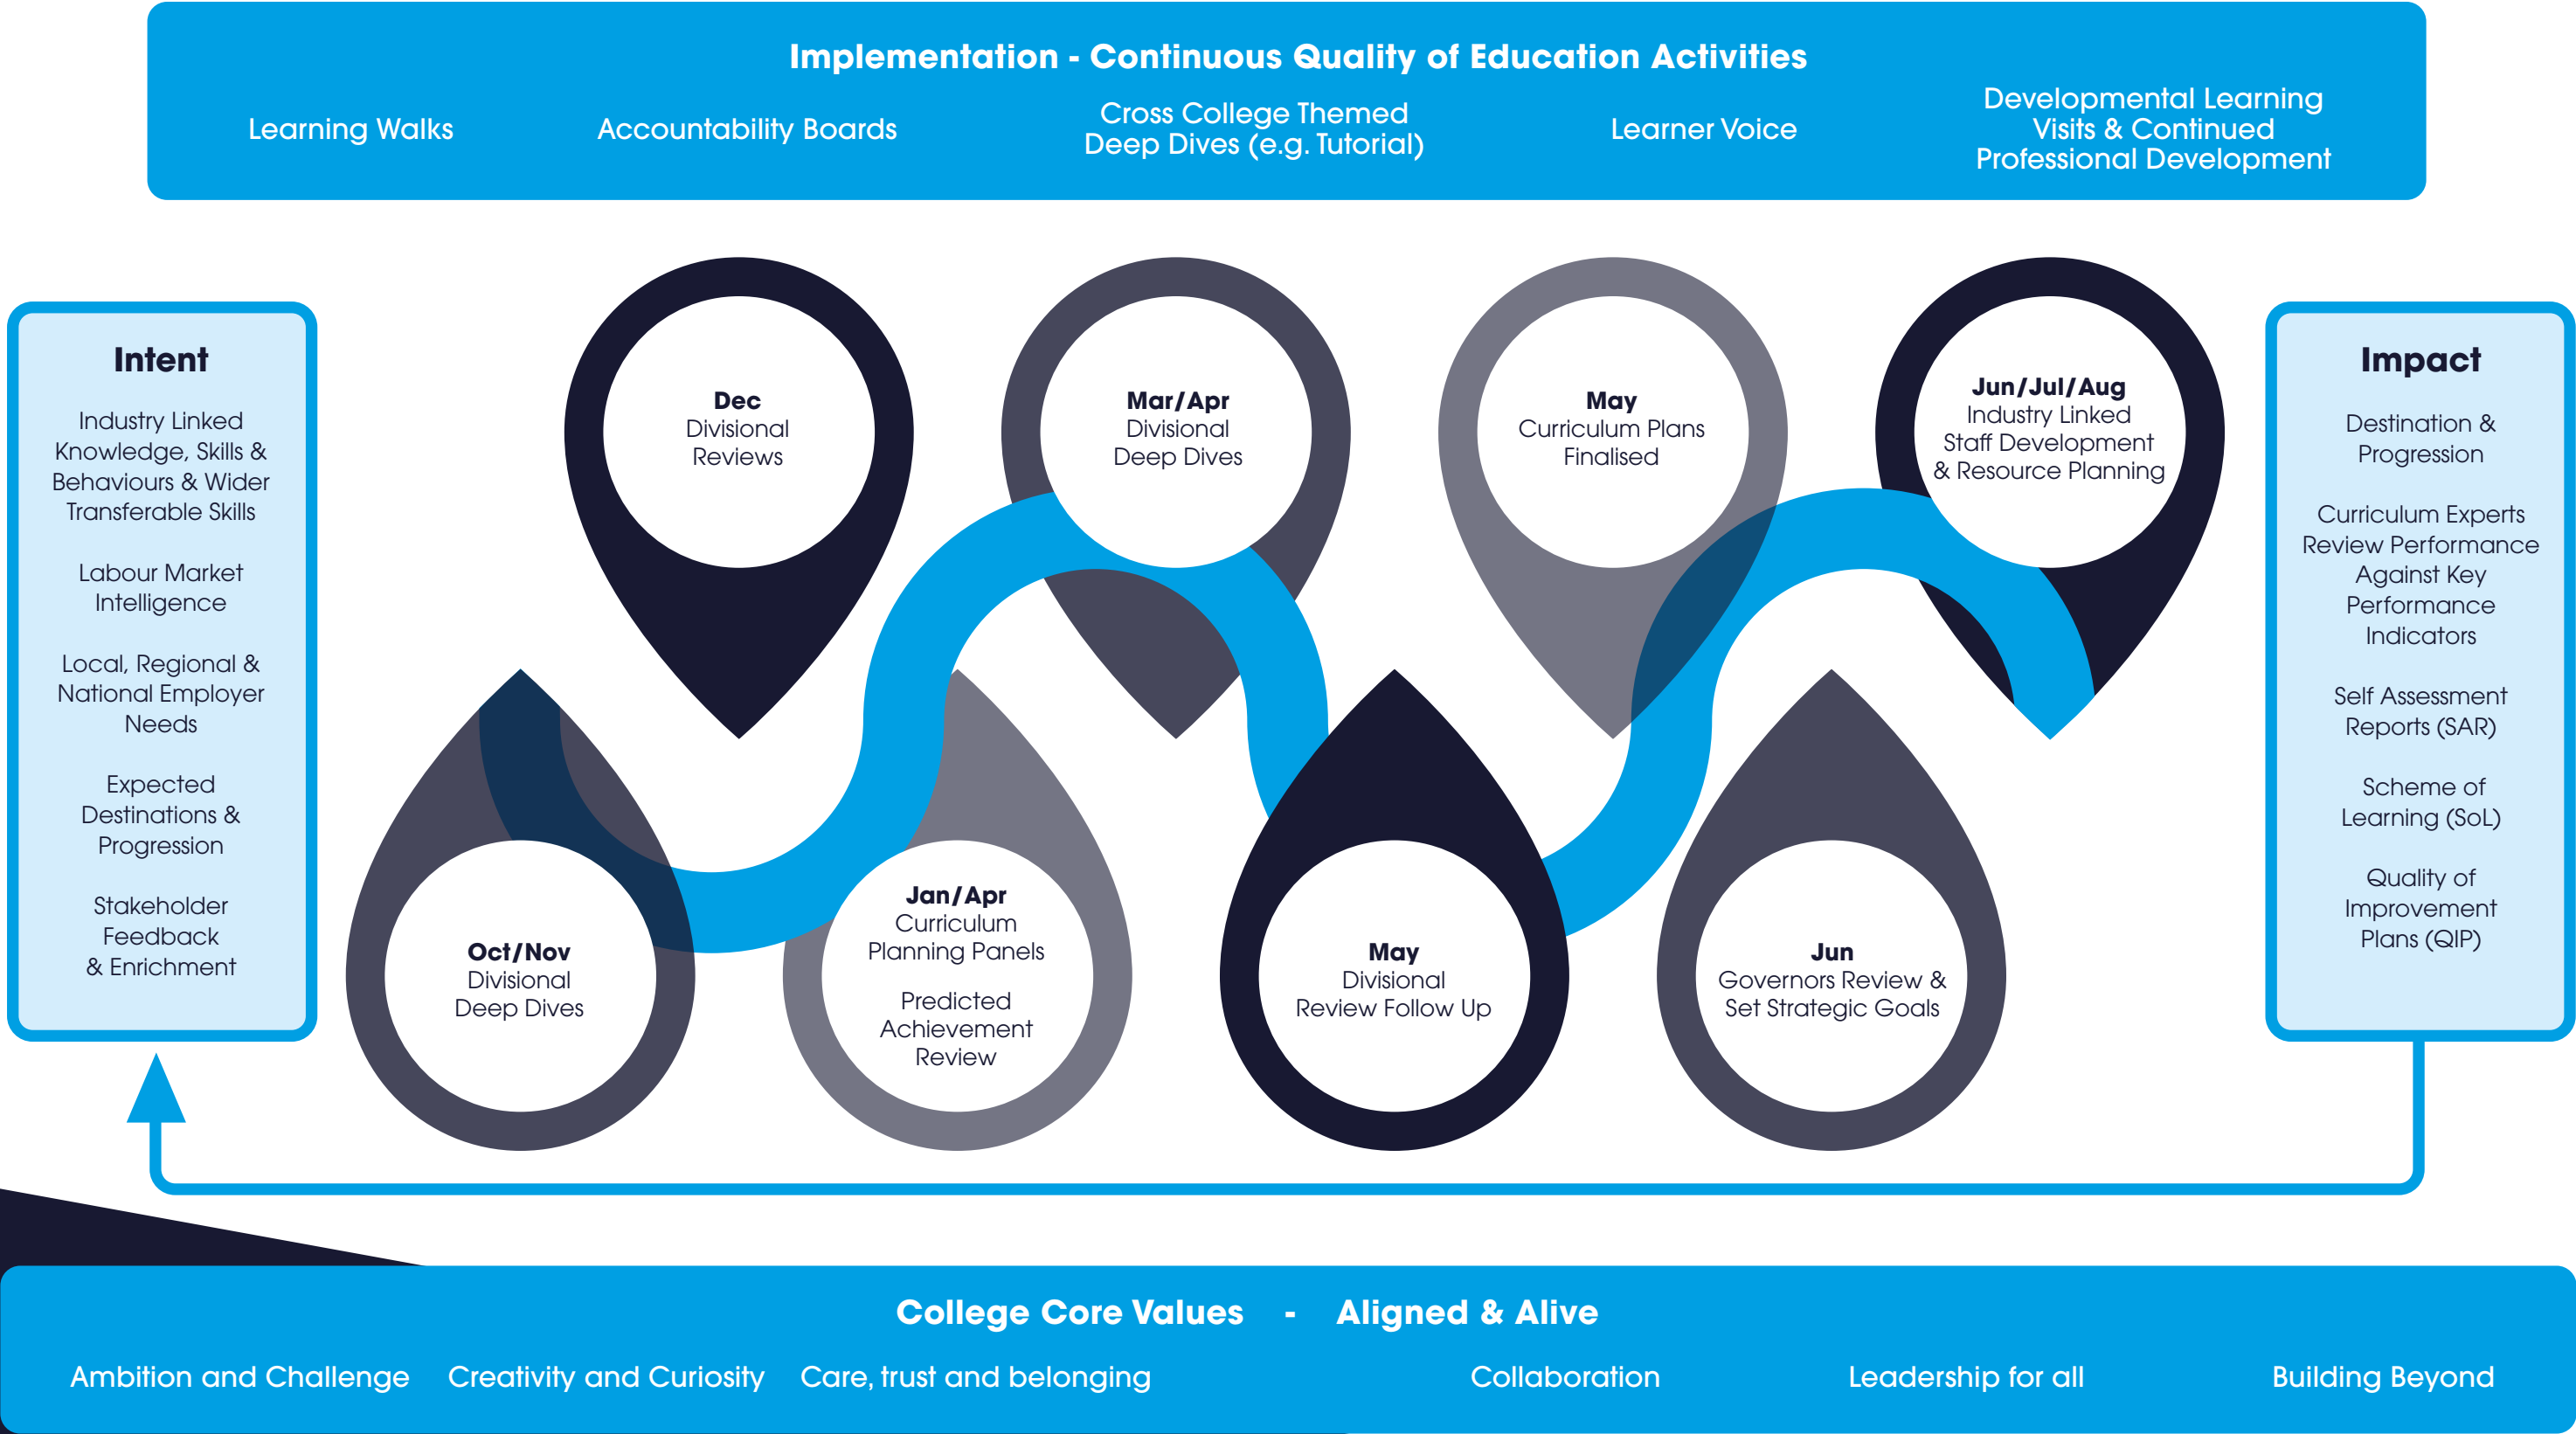 Implementation - Continuous Quality of Education Activities
Learning Walks
Accountability Boards
Cross College Themed
Deep Dives (e.g. Tutorial)
Learner Voice
Developmental Learning
Visits & Continued
Professional Development
Intent
Industry Linked
Knowledge, Skills &
Behaviours & Wider
Transferable Skills
Labour Market
Intelligence
Local, Regional &
National Employer
Needs
Expected
Destinations &
Progression
Stakeholder
Feedback
& Enrichment
Oct/Nov
Divisional
Deep Dives
Dec
Divisional
Reviews
Jan/Apr
Curriculum
Planning Panels
Predicted
Achievement
Review
Mar/Apr
Divisional
Deep Dives
May
Divisional
Review Follow Up
May
Curriculum Plans
Finalised
Jun
Governors Review &
Set Strategic Goals
Jun/Jul/Aug
Industry Linked
Staff Development
& Resource Planning
Impact
Destination &
Progression
Curriculum Experts
Review Performance
Against Key
Performance
Indicators
Self Assessment
Reports (SAR)
Scheme of
Learning (SoL)
Quality of
Improvement
Plans (QIP)
College Core Values - Aligned & Alive
Ambition and Challenge
Creativity and Curiosity
Care, trust and belonging
Collaboration
Leadership for all
Building Beyond